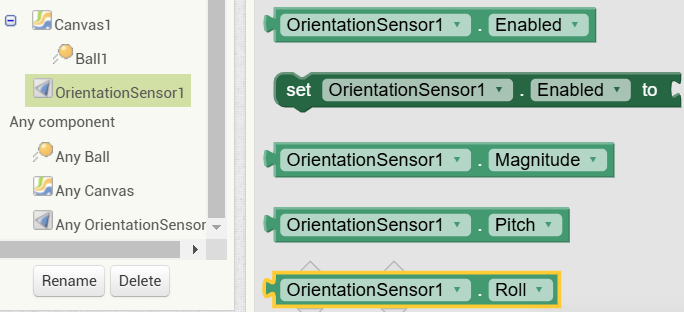 Canvas1
Ball1
OrientationSensor1
Any component
Any Ball
Any Canvas
Any OrientationSensor
Rename Delete
OrientationSensor1 . Enabled
set OrientationSensor1 . Enabled to
OrientationSensor1 . Magnitude
OrientationSensor1 . Pitch
OrientationSensor1 . Roll